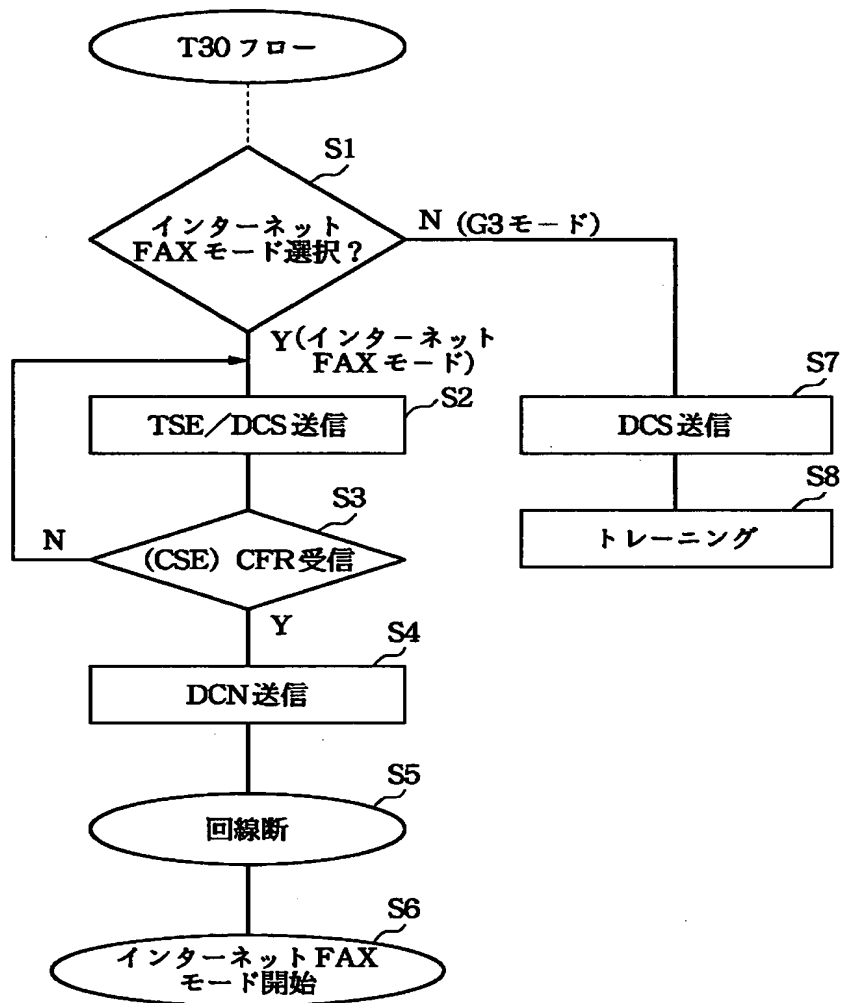 T30フロー
S1
インターネット
FAXモード選択？
N (G3モード)
Y(インターネット
FAXモード)
S2
TSE／DCS送信
S7
DCS送信
S3
(CSE) CFR受信
N
Y
S8
トレーニング
S4
DCN送信
S5
回線断
S6
インターネットFAX
モード開始